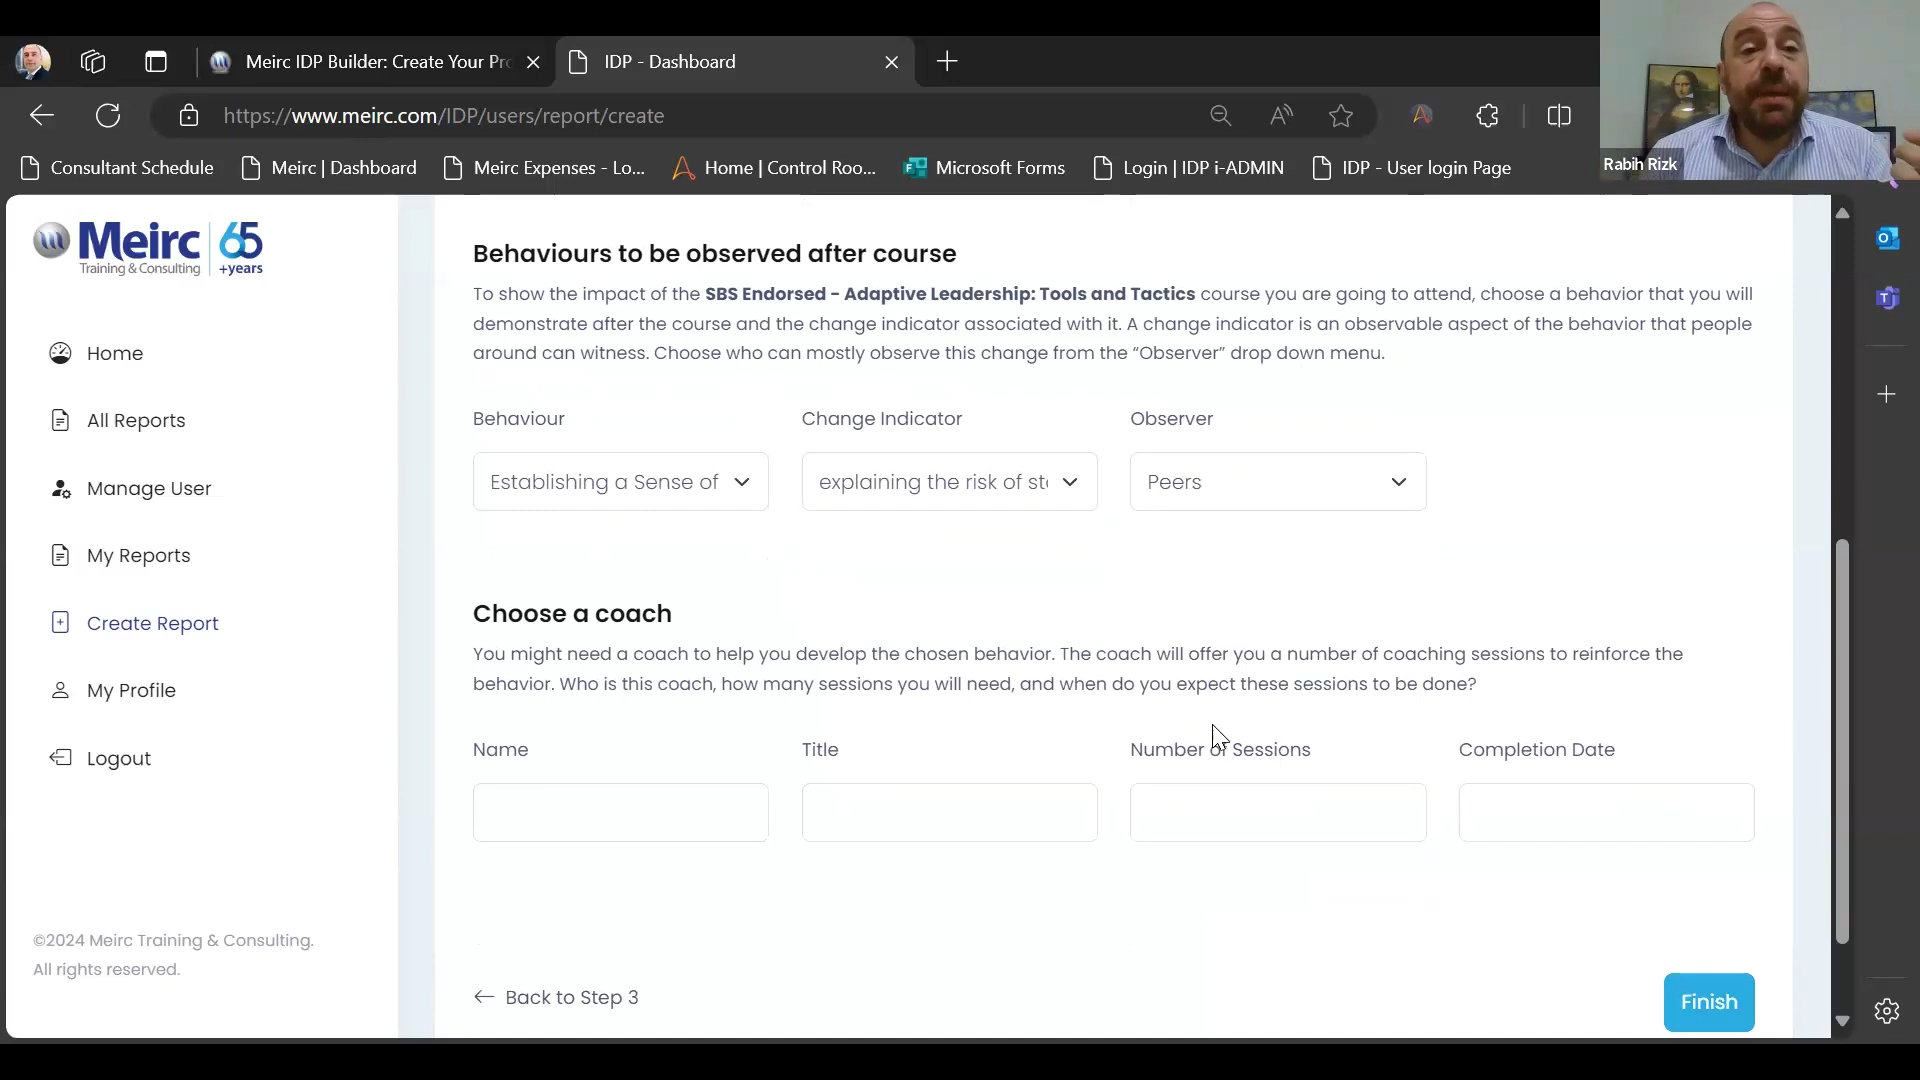 Meirc IDP Builder: Create Your Pr
IDP - Dashboard
https://www.meirc.com/IDP/users/report/create
Consultant Schedule
Meirc | Dashboard
Meirc Expenses - Lo...
Home | Control Roo...
Microsoft Forms
Login | IDP i-ADMIN
IDP - User login Page
Rabih Rizk
Meirc 65
Training & Consulting +years
Home
All Reports
Manage User
My Reports
Create Report
My Profile
Logout
©2024 Meirc Training & Consulting.
All rights reserved.
Behaviours to be observed after course
To show the impact of the SBS Endorsed - Adaptive Leadership: Tools and Tactics course you are going to attend, choose a behavior that you will
demonstrate after the course and the change indicator associated with it. A change indicator is an observable aspect of the behavior that people
around can witness. Choose who can mostly observe this change from the “Observer” drop down menu.
Behaviour Change Indicator Observer
Establishing a Sense of explaining the risk of st Peers
Choose a coach
You might need a coach to help you develop the chosen behavior. The coach will offer you a number of coaching sessions to reinforce the
behavior. Who is this coach, how many sessions you will need, and when do you expect these sessions to be done?
Name Title Number of Sessions Completion Date
Back to Step 3
Finish